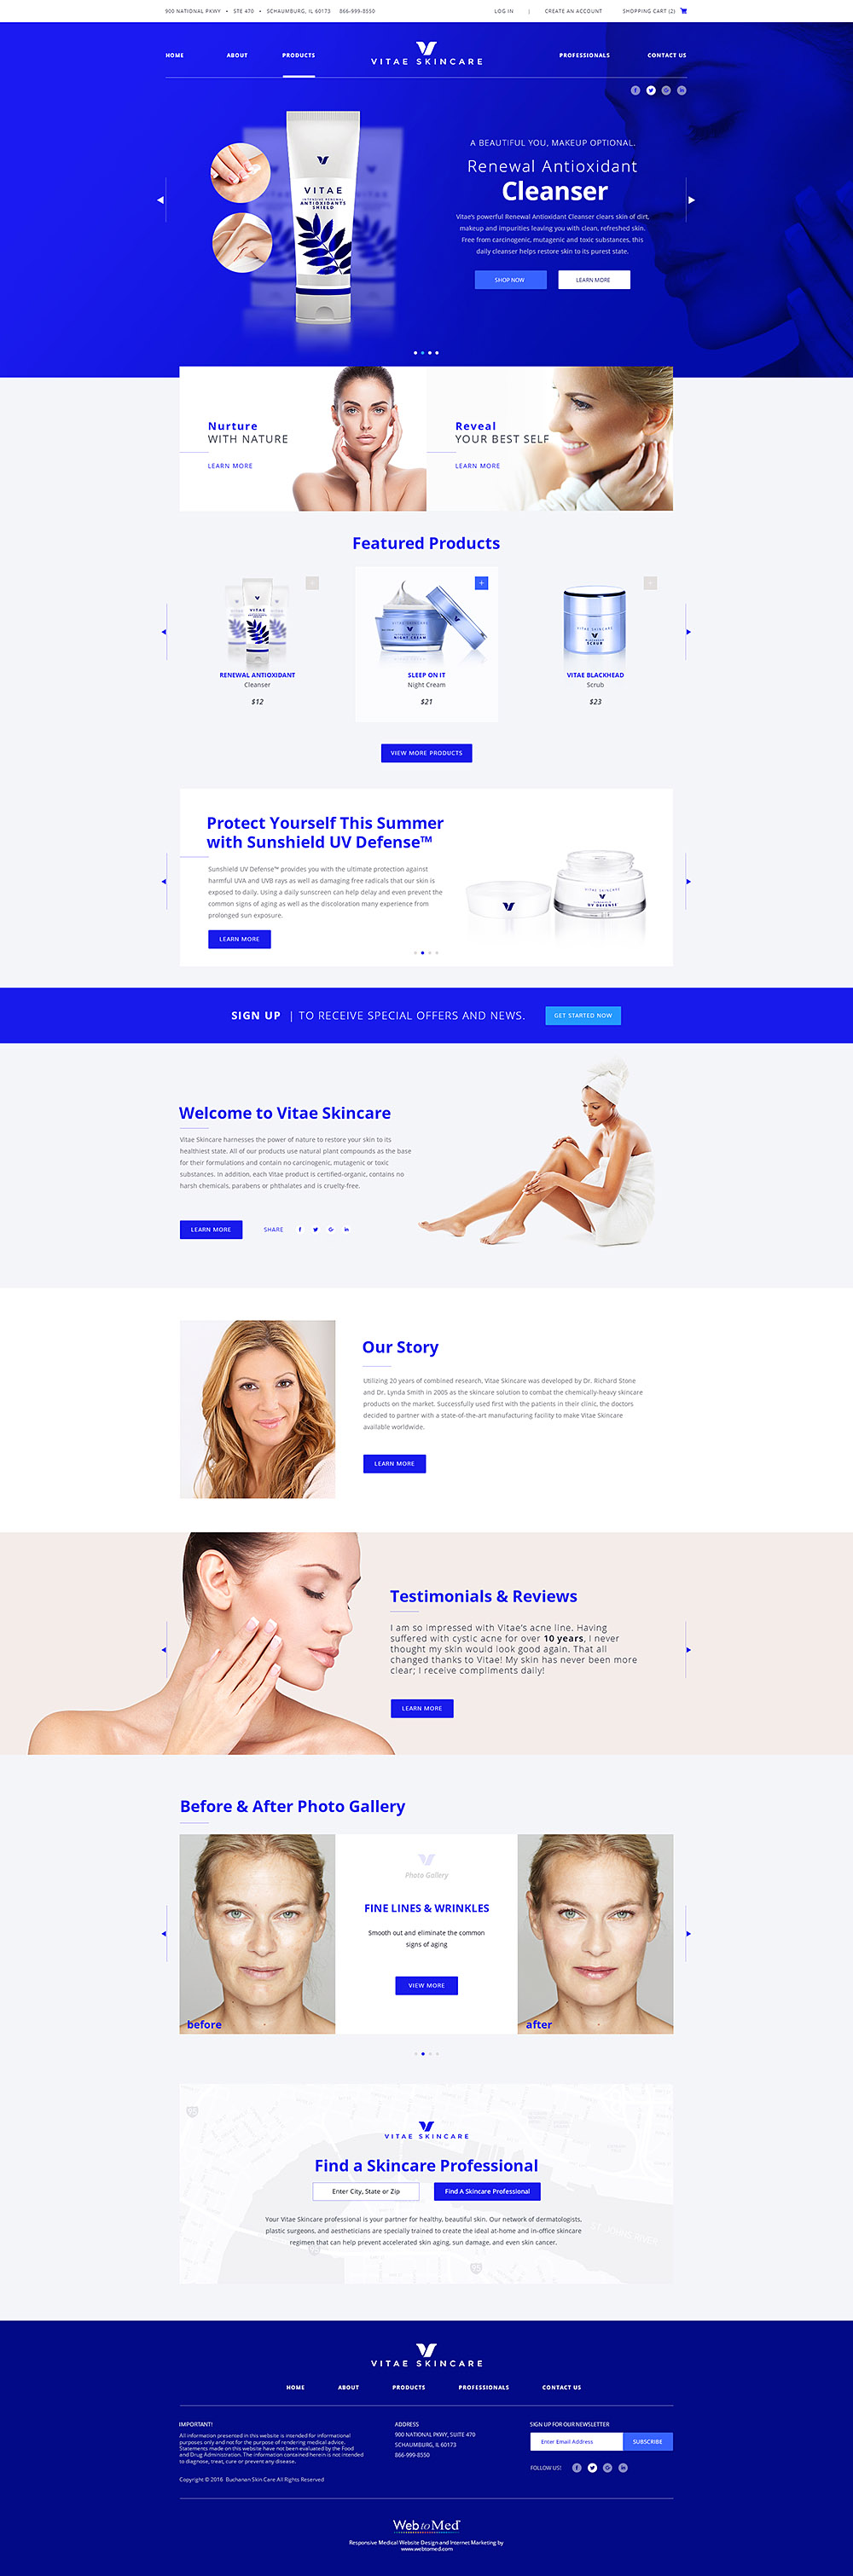 900 NATIONAL PKWY • STE 470 • SCHAUMBURG, IL 60173 866-999-8550
LOG IN | CREATE AN ACCOUNT SHOPPING CART (2)
HOME ABOUT PRODUCTS VITAE SKINCARE PROFESSIONALS CONTACT US
A BEAUTIFUL YOU, MAKEUP OPTIONAL.
Renewal Antioxidant
Cleanser
Vitae's powerful Renewal Antioxidant Cleanser clears skin of dirt,
makeup and impurities leaving you with clean, refreshed skin.
Free from carcinogenic, mutagenic and toxic substances, this
daily cleanser helps restore skin to its purest state.
SHOP NOW LEARN MORE
VITAE
INTENSIVE RENEWAL
ANTIOXIDANTS
SHIELD
Nurture
WITH NATURE
LEARN MORE
Reveal
YOUR BEST SELF
LEARN MORE
Featured Products
VITAE
NIGHT CREAM
VITAE SKINCARE
BLACKHEAD
SCRUB
RENEWAL ANTIOXIDANT
Cleanser
$12
SLEEP ON IT
Night Cream
$21
VITAE BLACKHEAD
Scrub
$23
VIEW MORE PRODUCTS
Protect Yourself This Summer
with Sunshield UV Defense™
Sunshield UV Defense™ provides you with the ultimate protection against
harmful UVA and UVB rays as well as damaging free radicals that our skin is
exposed to daily. Using a daily sunscreen can help delay and even prevent the
common signs of aging as well as the discoloration many experience from
prolonged sun exposure.
LEARN MORE
VITAE SKINCARE
UV DEFENSE
SIGN UP | TO RECEIVE SPECIAL OFFERS AND NEWS.
GET STARTED NOW
Welcome to Vitae Skincare
Vitae Skincare harnesses the power of nature to restore your skin to its
healthiest state. All of our products use natural plant compounds as the base
for their formulations and contain no carcinogenic, mutagenic or toxic
substances. In addition, each Vitae product is certified-organic, contains no
harsh chemicals, parabens or phthalates and is cruelty-free.
LEARN MORE SHARE
Our Story
Utilizing 20 years of combined research, Vitae Skincare was developed by Dr. Richard Stone
and Dr. Lynda Smith in 2005 as the skincare solution to combat the chemically-heavy skincare
products on the market. Successfully used first with the patients in their clinic, the doctors
decided to partner with a state-of-the-art manufacturing facility to make Vitae Skincare
available worldwide.
LEARN MORE
Testimonials & Reviews
I am so impressed with Vitae's acne line. Having
suffered with cystic acne for over 10 years, I never
thought my skin would look good again. That all
changed thanks to Vitae! My skin has never been more
clear; I receive compliments daily!
LEARN MORE
Before & After Photo Gallery
Photo Gallery
FINE LINES & WRINKLES
Smooth out and eliminate the common
signs of aging
VIEW MORE
before
after
VITAE SKINCARE
Find a Skincare Professional
Enter City, State or Zip
Find A Skincare Professional
Your Vitae Skincare professional is your partner for healthy, beautiful skin. Our network of dermatologists,
plastic surgeons, and aestheticians are specially trained to create the ideal at-home and in-office skincare
regimen that can help prevent accelerated skin aging, sun damage, and even skin cancer.
ST JOHNS RIVER
VITAE SKINCARE
HOME ABOUT PRODUCTS PROFESSIONALS CONTACT US
IMPORTANT!
All information presented in this website is intended for informational
purposes only and not for the purpose of rendering medical advice.
Statements made on this website have not been evaluated by the Food
and Drug Administration. The information contained herein is not intended
to diagnose, treat, cure or prevent any disease.
Copyright © 2016 Buchanan Skin Care All Rights Reserved
ADDRESS
900 NATIONAL PKWY, SUITE 470
SCHAUMBURG, IL 60173
866-999-8550
SIGN UP FOR OUR NEWSLETTER
Enter Email Address
SUBSCRIBE
FOLLOW US!
Web to Med
Responsive Medical Website Design and Internet Marketing by
www.webtomed.com